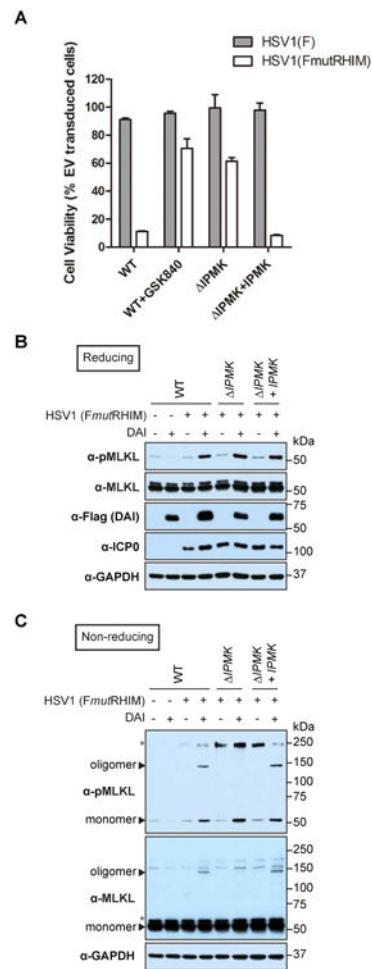 A
HSV1(F)
HSV1(FmutRHIM)
Cell Viability (% EV transduced cells)
120
100
80
60
40
20
0
WT
WT+GSK840
ΔIPMK
ΔIPMK+IPMK
B
Reducing
WT
ΔIPMK
ΔIPMK
+ IPMK
HSV1 (FmutRHIM) - - + + + + + +
DAI - + - + - + - +
kDa
α-pMLKL 50
α-MLKL 50
75
α-Flag (DAI)
50
α-ICP0 100
α-GAPDH 37
C
Non-reducing
WT
ΔIPMK
ΔIPMK
+ IPMK
HSV1 (FmutRHIM) - - + + + + + +
DAI - + - + - + - +
kDa
* 250
oligomer 150
100
α-pMLKL 75
monomer 50
250
oligomer 150
100
α-MLKL 75
*
monomer 50
α-GAPDH 37